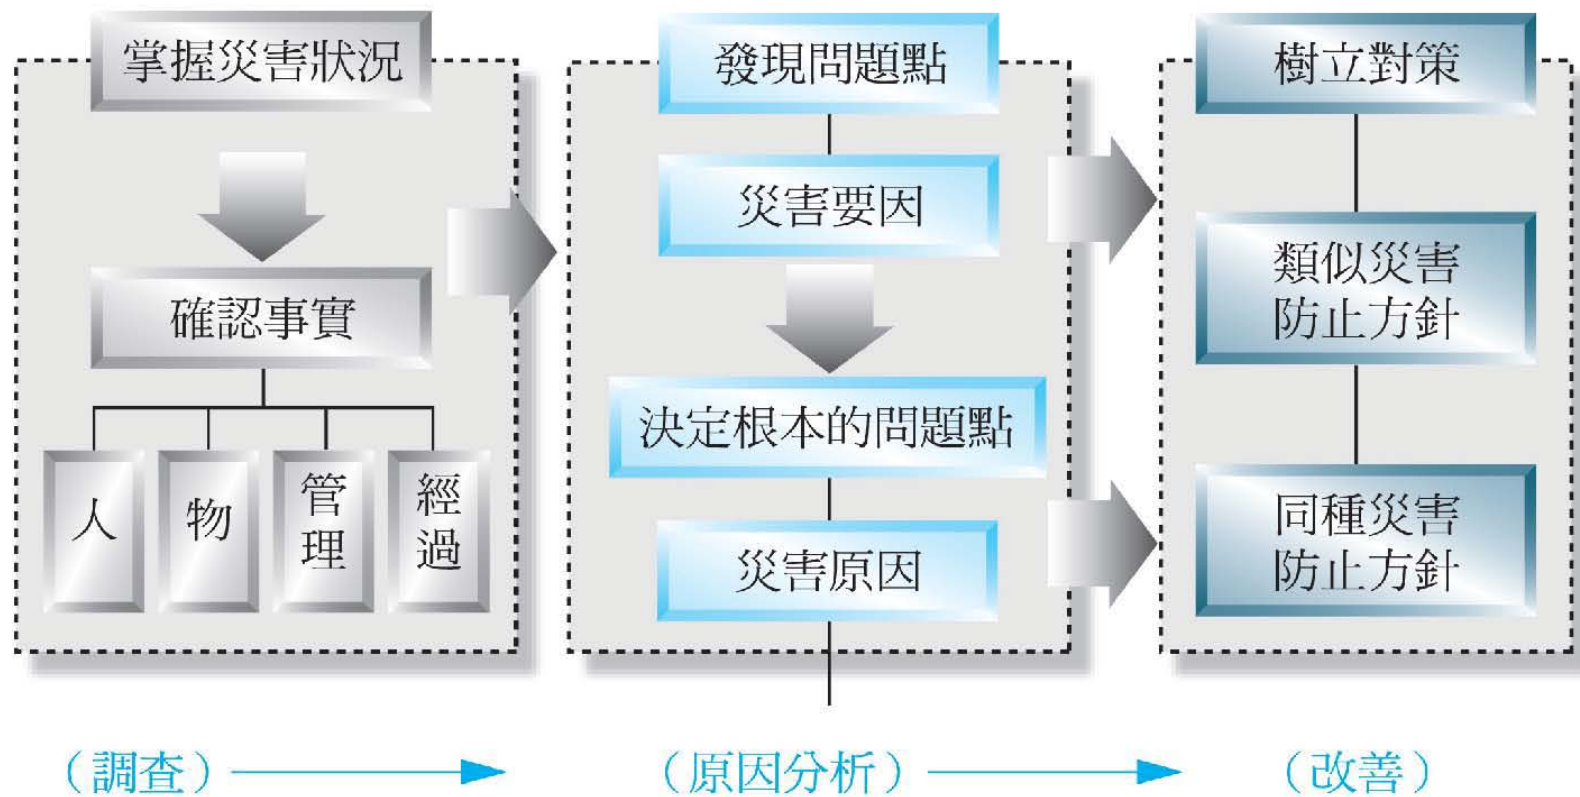 掌握災害狀況
確認事實
人
物
管
理
經
過
發現問題點
災害要因
決定根本的問題點
災害原因
樹立對策
類似災害
防止方針
同種災害
防止方針
（調查）
（原因分析）
（改善）